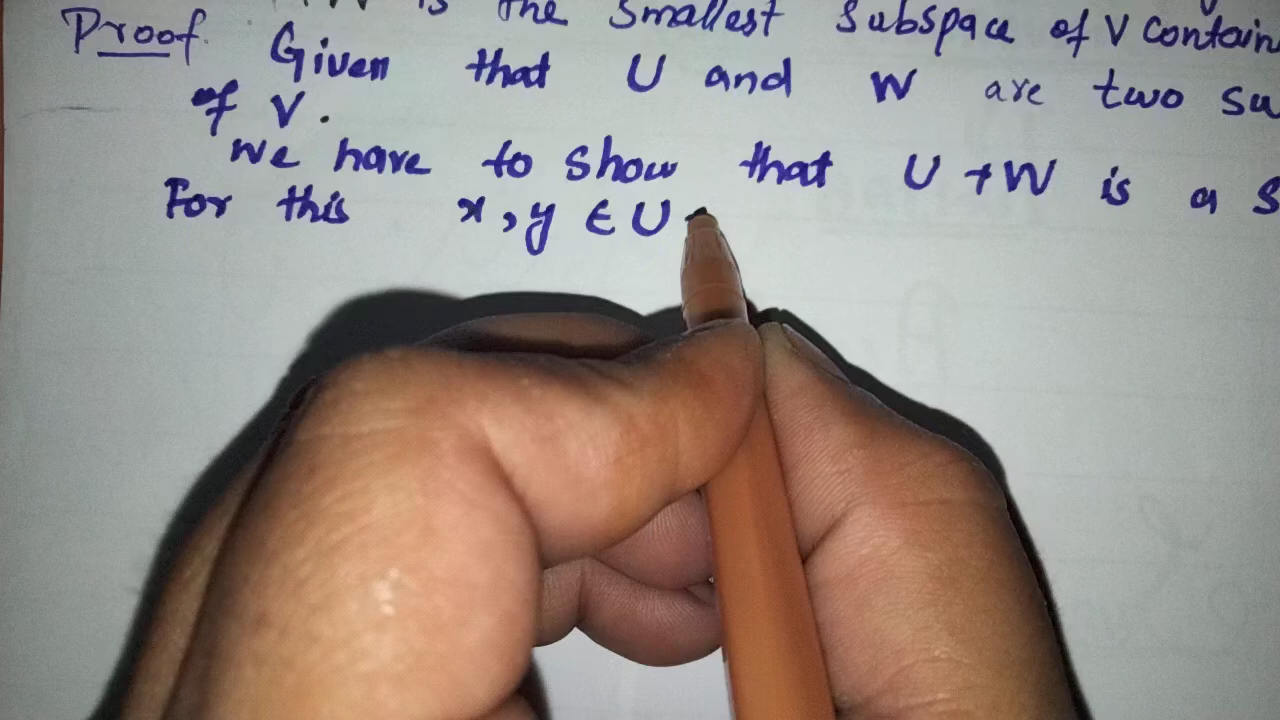 W is the smallest subspace of V contain
Proof. Given that U and W are two su
of V.
we have to show that U + W is a s
For this x, y ∈ U